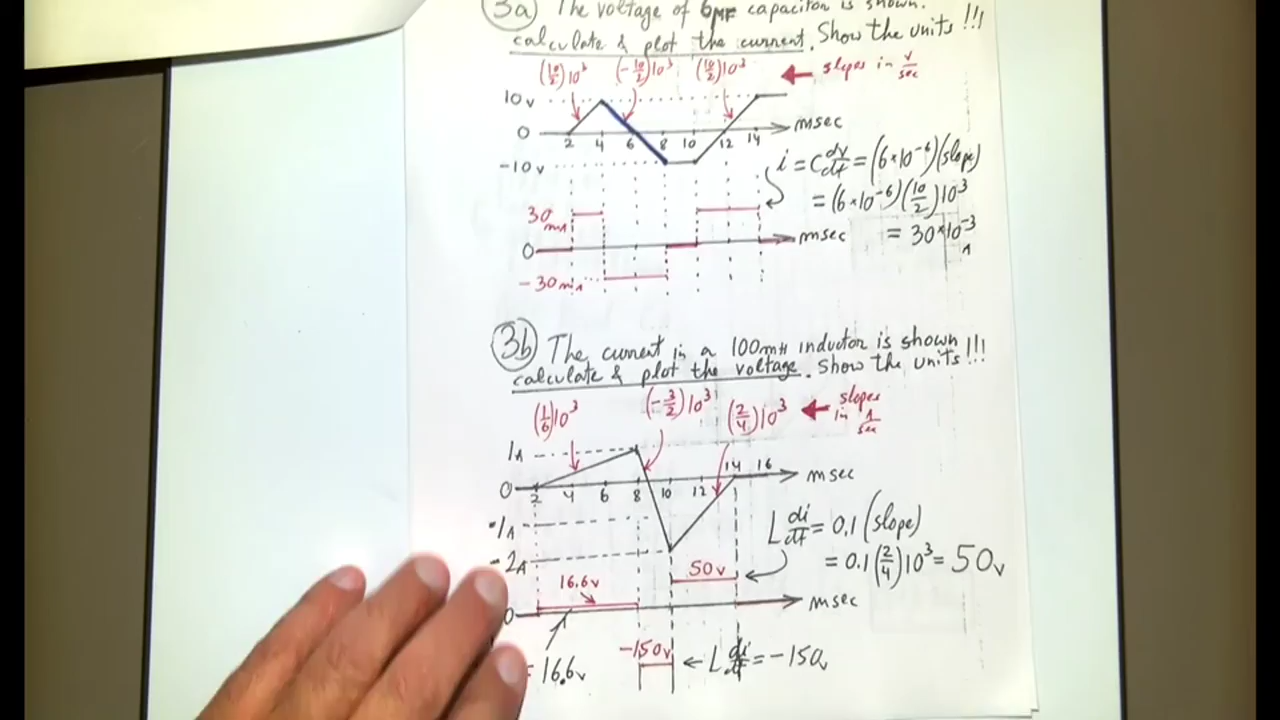 3a) The voltage of 6MF capacitor is shown.
calculate & plot the current. Show the units !!!
(10/2)10³ (-10/2)10³ (10/2)10³ ← slopes in V/sec
10v
0 2 4 6 8 10 12 14 msec
-10v
i = C dv/dt = (6×10⁻⁶)(slope)
= (6×10⁻⁶)(10/2)10³
= 30×10⁻³
A
30 mA
0 msec
-30mA
3b) The current in a 100mH inductor is shown
calculate & plot the voltage. Show the units !!!
(1/6)10³ (-3/2)10³ (2/4)10³ ← slopes in A/sec
1A
0 2 4 6 8 10 12 14 16 msec
-1A
-2A
L di/dt = 0.1 (slope)
= 0.1(2/4)10³ = 50v
16.6v 50v
0 msec
= 16.6v
-150v ← L di/dt = -150v